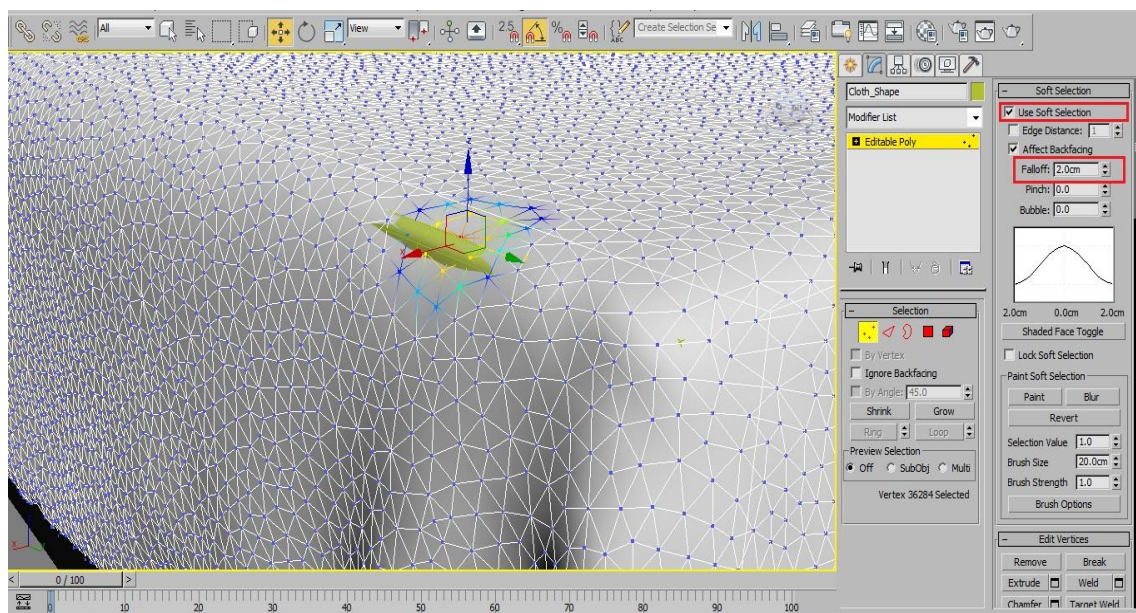 All
View
2.5
%
ABC
Create Selection Se
Cloth_Shape
Modifier List
Editable Poly
Selection
By Vertex
Ignore Backfacing
By Angle: 45.0
Shrink Grow
Ring Loop
Preview Selection
Off SubObj Multi
Vertex 36284 Selected
Soft Selection
Use Soft Selection
Edge Distance: 1
Affect Backfacing
Falloff: 2.0cm
Pinch: 0.0
Bubble: 0.0
2.0cm 0.0cm 2.0cm
Shaded Face Toggle
Lock Soft Selection
Paint Soft Selection
Paint Blur
Revert
Selection Value 1.0
Brush Size 20.0cm
Brush Strength 1.0
Brush Options
Edit Vertices
Remove Break
Extrude Weld
Chamfer Target Weld
x
< 0 / 100 >
0 10 20 30 40 50 60 70 80 90 100